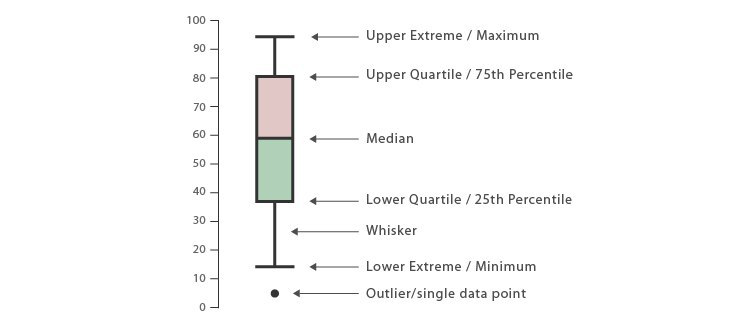 100
90
80
70
60
50
40
30
20
10
0
Upper Extreme / Maximum
Upper Quartile / 75th Percentile
Median
Lower Quartile / 25th Percentile
Whisker
Lower Extreme / Minimum
Outlier/single data point